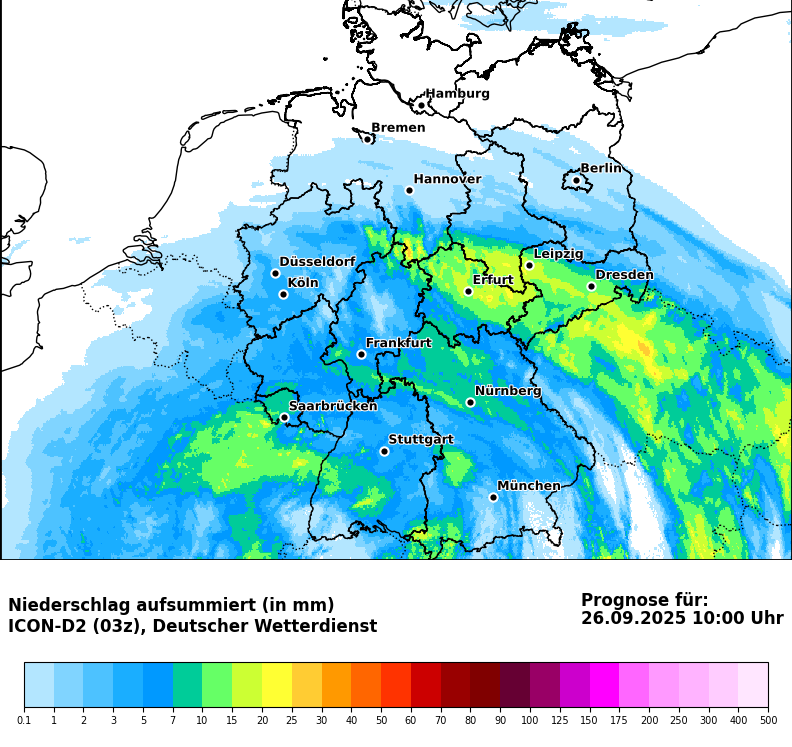 Hamburg
Bremen
Berlin
Hannover
Düsseldorf
Leipzig
Dresden
Köln
Erfurt
Frankfurt
Nürnberg
Saarbrücken
Stuttgart
München
Niederschlag aufsummiert (in mm)
ICON-D2 (03z), Deutscher Wetterdienst
Prognose für:
26.09.2025 10:00 Uhr
0.1 1 2 3 5 7 10 15 20 25 30 40 50 60 70 80 90 100 125 150 175 200 250 300 400 500